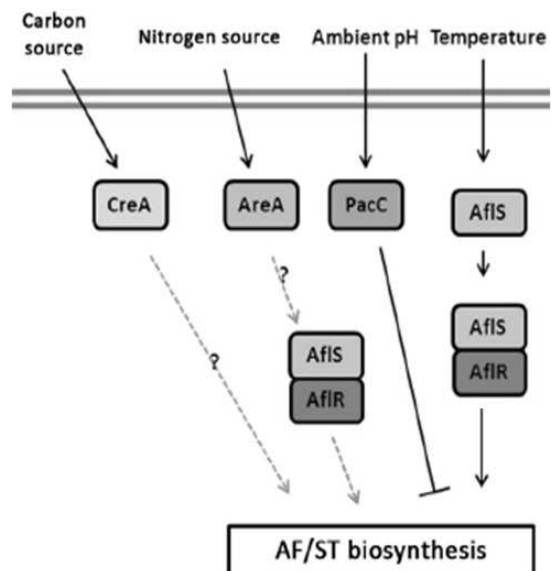 Carbon source
Nitrogen source
Ambient pH
Temperature
CreA
AreA
PacC
AflS
?
?
AflS
AflR
AflS
AflR
AF/ST biosynthesis